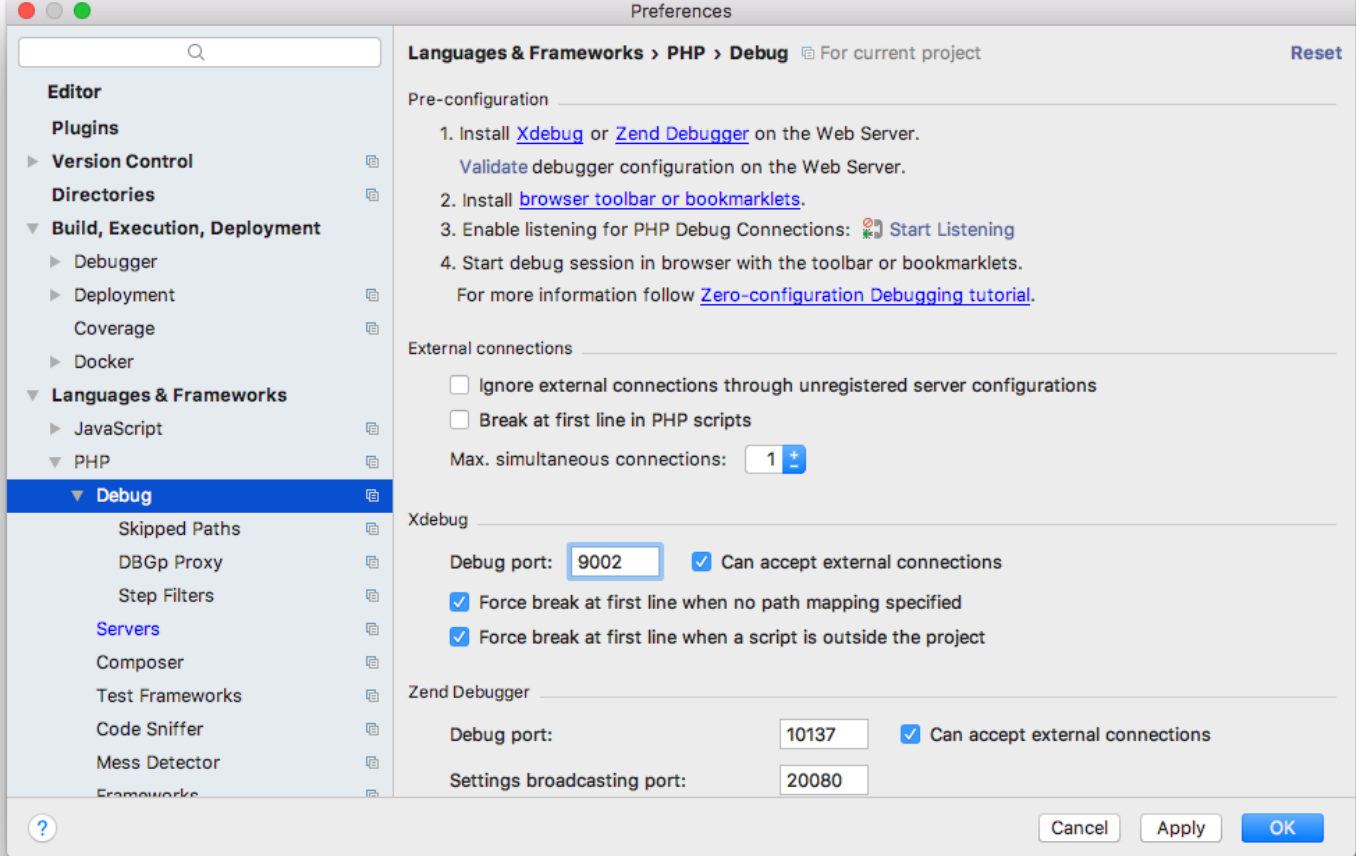 Preferences
Editor
Plugins
Version Control
Directories
Build, Execution, Deployment
Debugger
Deployment
Coverage
Docker
Languages & Frameworks
JavaScript
PHP
Debug
Skipped Paths
DBGp Proxy
Step Filters
Servers
Composer
Test Frameworks
Code Sniffer
Mess Detector
Frameworks
?
Languages & Frameworks › PHP › Debug For current project Reset
Pre-configuration
1. Install Xdebug or Zend Debugger on the Web Server.
Validate debugger configuration on the Web Server.
2. Install browser toolbar or bookmarklets.
3. Enable listening for PHP Debug Connections: Start Listening
4. Start debug session in browser with the toolbar or bookmarklets.
For more information follow Zero-configuration Debugging tutorial.
External connections
Ignore external connections through unregistered server configurations
Break at first line in PHP scripts
Max. simultaneous connections: 1
Xdebug
Debug port: 9002 Can accept external connections
Force break at first line when no path mapping specified
Force break at first line when a script is outside the project
Zend Debugger
Debug port: 10137 Can accept external connections
Settings broadcasting port: 20080
Cancel Apply OK